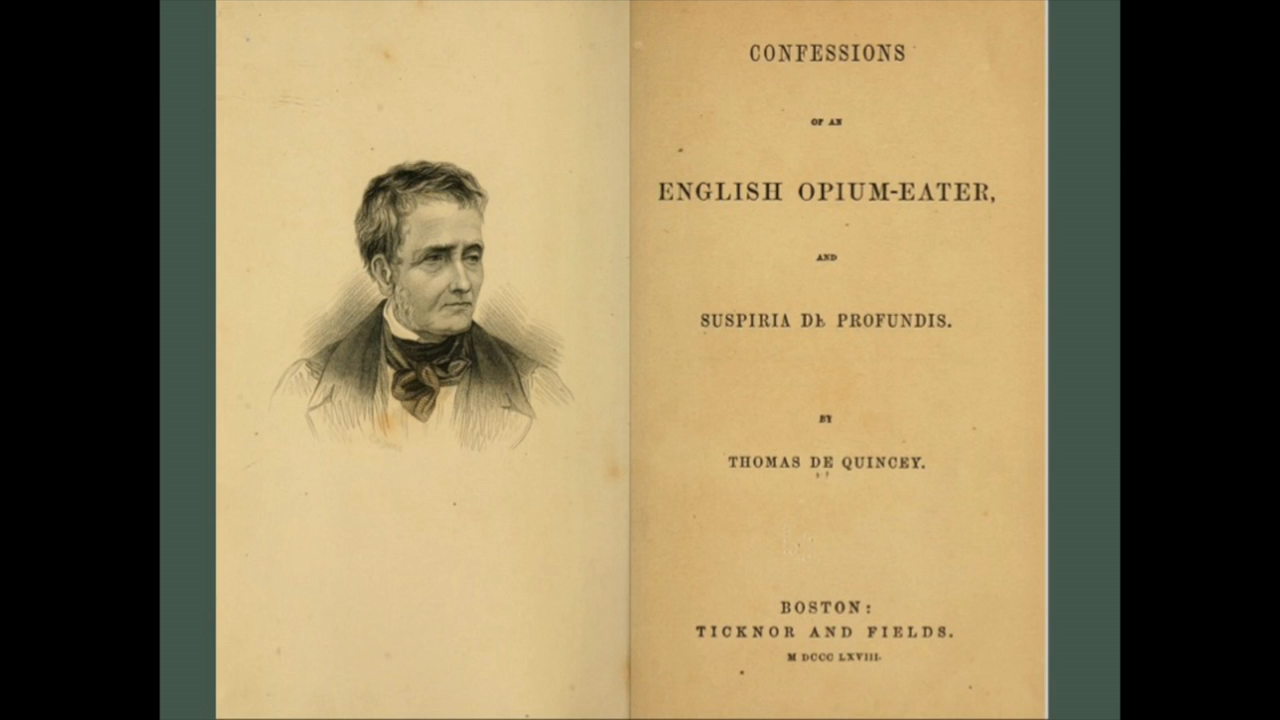 CONFESSIONS
OF AN
ENGLISH OPIUM-EATER,
AND
SUSPIRIA DE PROFUNDIS.
BY
THOMAS DE QUINCEY.
BOSTON:
TICKNOR AND FIELDS.
M DCCC LXVIII.